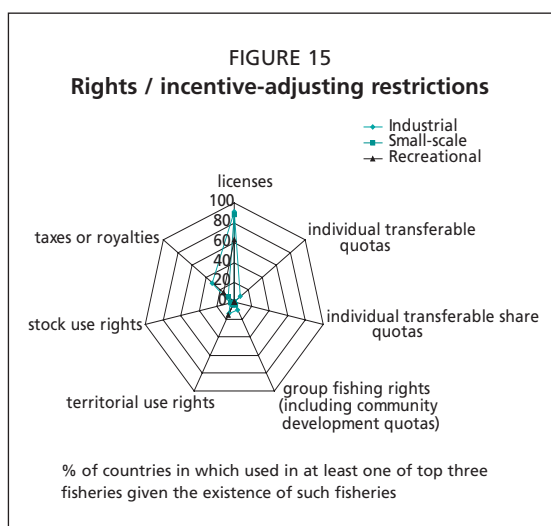 FIGURE 15
Rights / incentive-adjusting restrictions
Industrial
Small-scale
Recreational
licenses
100
80
60
40
20
0
individual transferable
quotas
individual transferable share
quotas
group fishing rights
(including community
development quotas)
territorial use rights
stock use rights
taxes or royalties
% of countries in which used in at least one of top three
fisheries given the existence of such fisheries